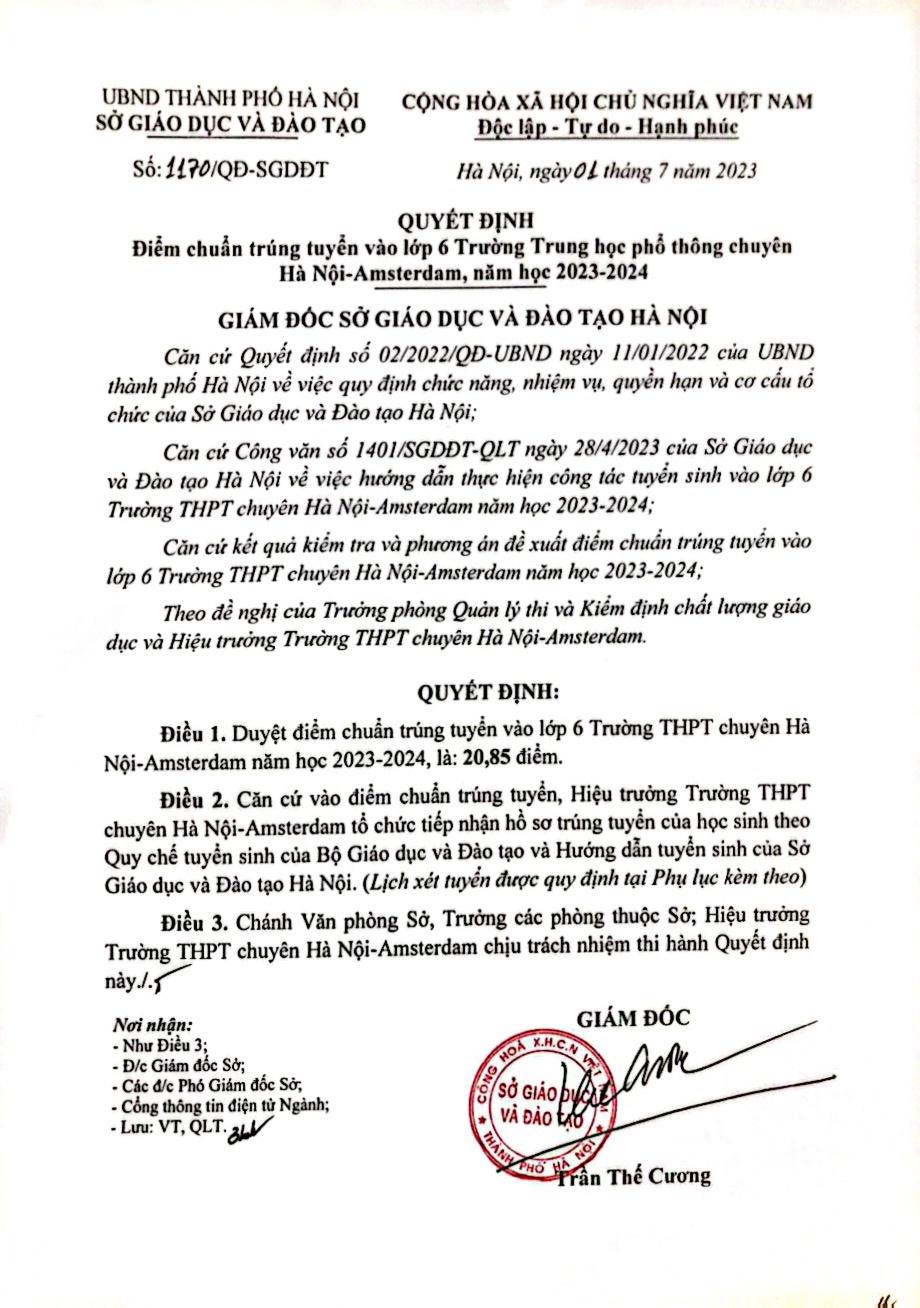 UBND THÀNH PHỐ HÀ NỘI
SỞ GIÁO DỤC VÀ ĐÀO TẠO
CỘNG HÒA XÃ HỘI CHỦ NGHĨA VIỆT NAM
Độc lập - Tự do - Hạnh phúc
Số: 1170/QĐ-SGDĐT
Hà Nội, ngày 01 tháng 7 năm 2023
QUYẾT ĐỊNH
Điểm chuẩn trúng tuyển vào lớp 6 Trường Trung học phổ thông chuyên
Hà Nội-Amsterdam, năm học 2023-2024
GIÁM ĐỐC SỞ GIÁO DỤC VÀ ĐÀO TẠO HÀ NỘI
Căn cứ Quyết định số 02/2022/QĐ-UBND ngày 11/01/2022 của UBND
thành phố Hà Nội về việc quy định chức năng, nhiệm vụ, quyền hạn và cơ cấu tổ
chức của Sở Giáo dục và Đào tạo Hà Nội;
Căn cứ Công văn số 1401/SGDĐT-QLT ngày 28/4/2023 của Sở Giáo dục
và Đào tạo Hà Nội về việc hướng dẫn thực hiện công tác tuyển sinh vào lớp 6
Trường THPT chuyên Hà Nội-Amsterdam năm học 2023-2024;
Căn cứ kết quả kiểm tra và phương án đề xuất điểm chuẩn trúng tuyển vào
lớp 6 Trường THPT chuyên Hà Nội-Amsterdam năm học 2023-2024;
Theo đề nghị của Trưởng phòng Quản lý thi và Kiểm định chất lượng giáo
dục và Hiệu trưởng Trường THPT chuyên Hà Nội-Amsterdam.
QUYẾT ĐỊNH:
Điều 1. Duyệt điểm chuẩn trúng tuyển vào lớp 6 Trường THPT chuyên Hà
Nội-Amsterdam năm học 2023-2024, là: 20,85 điểm.
Điều 2. Căn cứ vào điểm chuẩn trúng tuyển, Hiệu trưởng Trường THPT
chuyên Hà Nội-Amsterdam tổ chức tiếp nhận hồ sơ trúng tuyển của học sinh theo
Quy chế tuyển sinh của Bộ Giáo dục và Đào tạo và Hướng dẫn tuyển sinh của Sở
Giáo dục và Đào tạo Hà Nội. (Lịch xét tuyển được quy định tại Phụ lục kèm theo)
Điều 3. Chánh Văn phòng Sở, Trưởng các phòng thuộc Sở; Hiệu trưởng
Trường THPT chuyên Hà Nội-Amsterdam chịu trách nhiệm thi hành Quyết định
này./.
Nơi nhận:
- Như Điều 3;
- Đ/c Giám đốc Sở;
- Các đ/c Phó Giám đốc Sở;
- Cổng thông tin điện tử Ngành;
- Lưu: VT, QLT.
GIÁM ĐỐC
CỘNG HOÀ X.H.C.N VIỆT NAM
SỞ GIÁO DỤC
VÀ ĐÀO TẠO
THÀNH PHỐ HÀ NỘI
Trần Thế Cương